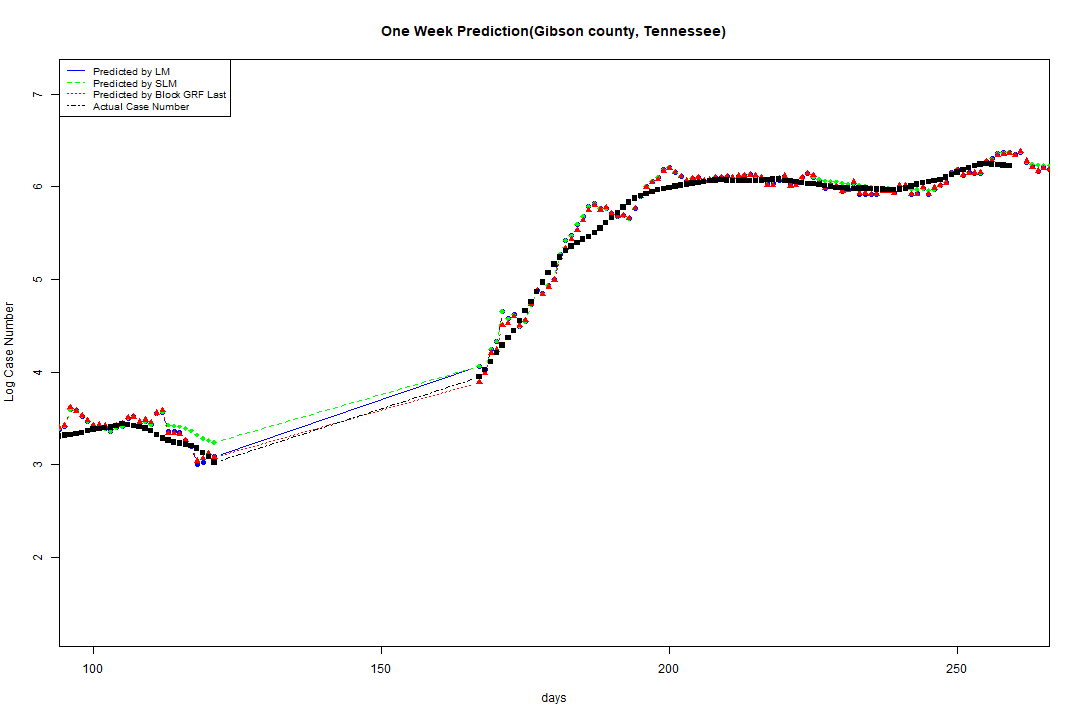 One Week Prediction(Gibson county, Tennessee)
Predicted by LM
Predicted by SLM
Predicted by Block GRF Last
Actual Case Number
7
6
5
4
3
2
Log Case Number
100 150 200 250
days